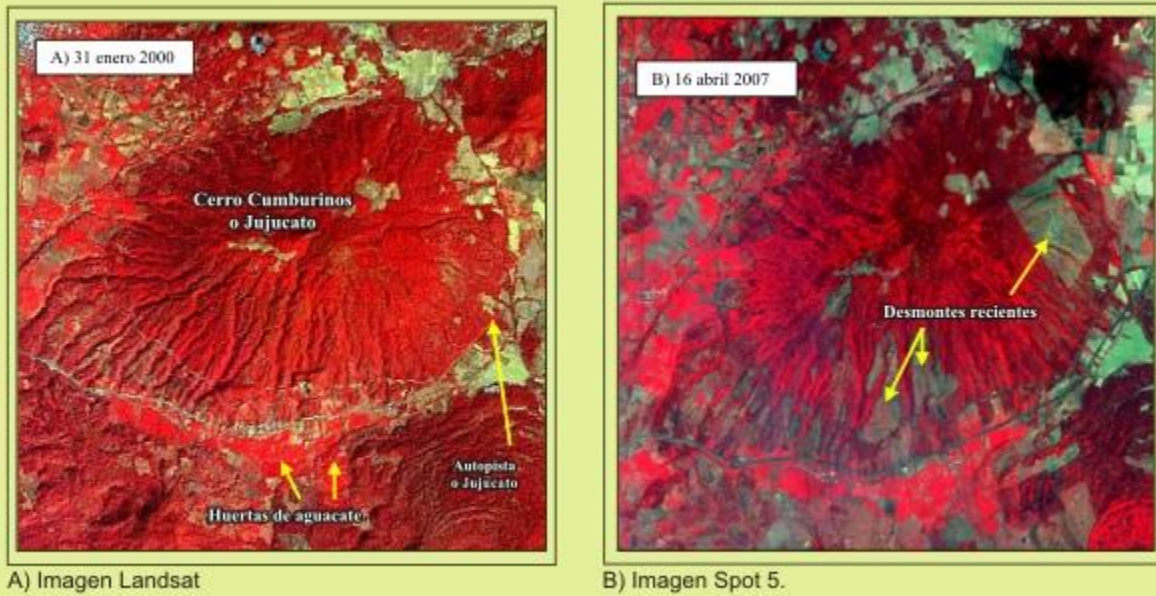 A) 31 enero 2000
Cerro Cumburinos
o Jujucato
Autopista
o Jujucato
Huertas de aguacate
A) Imagen Landsat
B) 16 abril 2007
Desmontes recientes
B) Imagen Spot 5.